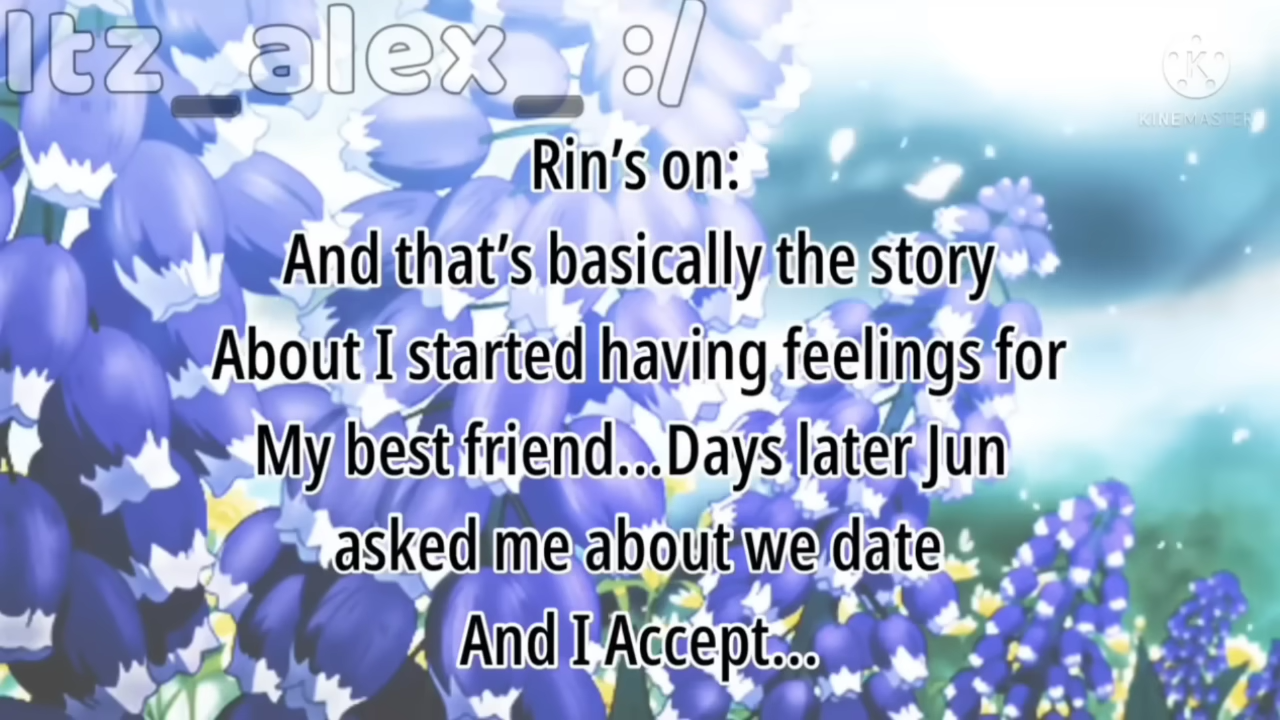 Itz_alex_ :/
KINEMASTER
Rin's on:
And that's basically the story
About I started having feelings for
My best friend...Days later Jun
asked me about we date
And I Accept...